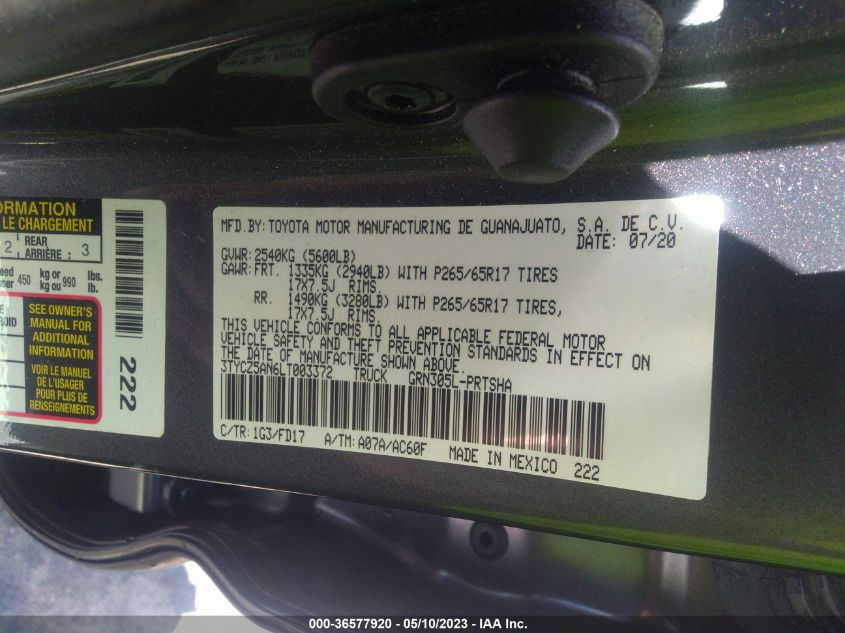 ORMATION
LE CHARGEMENT
2 REAR ARRIÈRE : 3
450 kg or kg ou 990 lbs. lb.
SEE OWNER'S
MANUAL FOR
ADDITIONAL
INFORMATION
VOIR LE MANUEL
DE L'USAGER
POUR PLUS DE
RENSEIGNEMENTS
222
MFD.BY:TOYOTA MOTOR MANUFACTURING DE GUANAJUATO, S.A. DE C.V.
DATE: 07/20
GVWR:2540KG (5600LB)
GAWR:FRT. 1335KG (2940LB) WITH P265/65R17 TIRES
17X7.5J RIMS.
RR. 1490KG (3280LB) WITH P265/65R17 TIRES,
17X7.5J RIMS.
THIS VEHICLE CONFORMS TO ALL APPLICABLE FEDERAL MOTOR
VEHICLE SAFETY AND THEFT PREVENTION STANDARDS IN EFFECT ON
THE DATE OF MANUFACTURE SHOWN ABOVE.
3TYCZ5AN6LT003372 TRUCK GRN305L-PRTSHA
C/TR:1G3/FD17 A/TM:A07A/AC60F MADE IN MEXICO 222
000-36577920 - 05/10/2023 - IAA Inc.